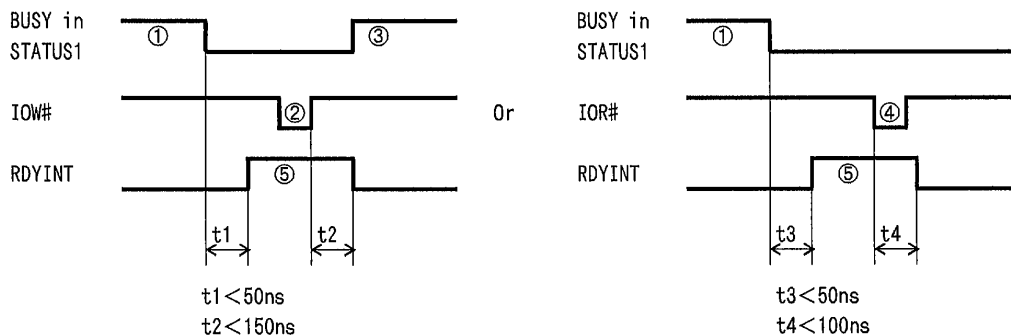 BUSY in
STATUS1
① ③
IOW#
②
RDYINT
⑤
t1 t2
t1<50ns
t2<150ns
Or
BUSY in
STATUS1
①
IOR#
④
RDYINT
⑤
t3 t4
t3<50ns
t4<100ns